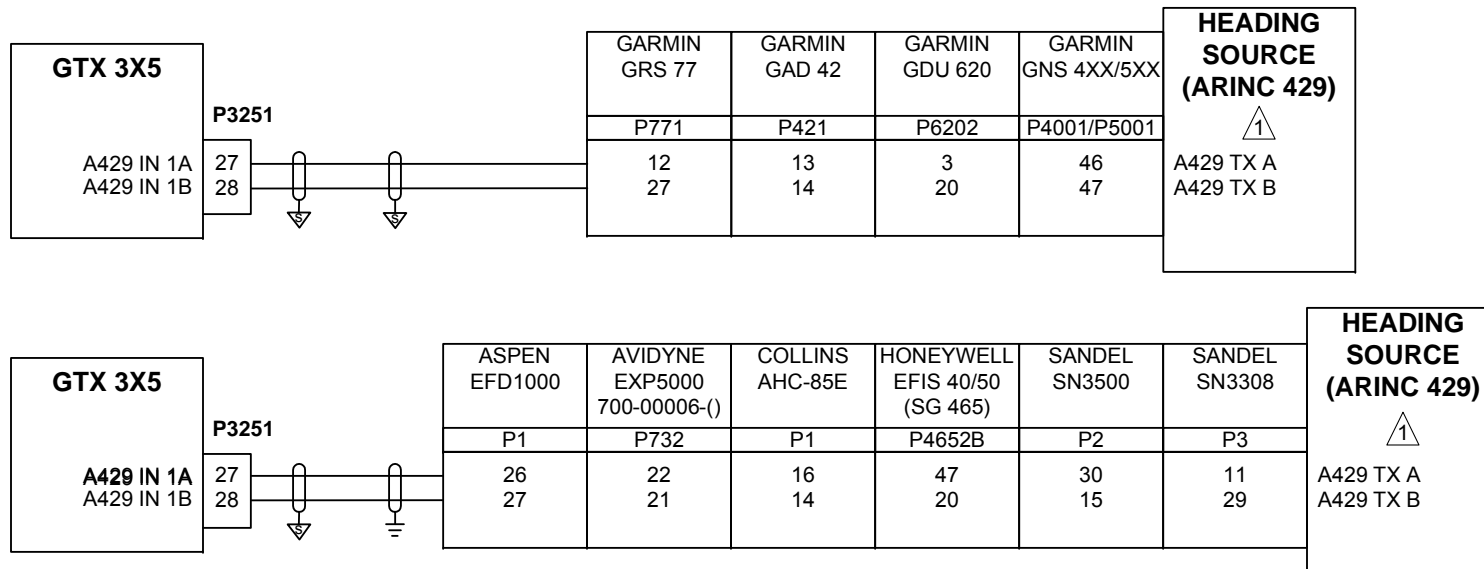 GTX 3X5
P3251
A429 IN 1A 27
A429 IN 1B 28
S S
GARMIN GRS 77 GARMIN GAD 42 GARMIN GDU 620 GARMIN GNS 4XX/5XX
P771 P421 P6202 P4001/P5001
12 13 3 46 A429 TX A
27 14 20 47 A429 TX B
HEADING
SOURCE
(ARINC 429)
1
GTX 3X5
P3251
A429 IN 1A 27
A429 IN 1B 28
S
ASPEN EFD1000 AVIDYNE EXP5000 700-00006-() COLLINS AHC-85E HONEYWELL EFIS 40/50 (SG 465) SANDEL SN3500 SANDEL SN3308
P1 P732 P1 P4652B P2 P3
26 22 16 47 30 11 A429 TX A
27 21 14 20 15 29 A429 TX B
HEADING
SOURCE
(ARINC 429)
1